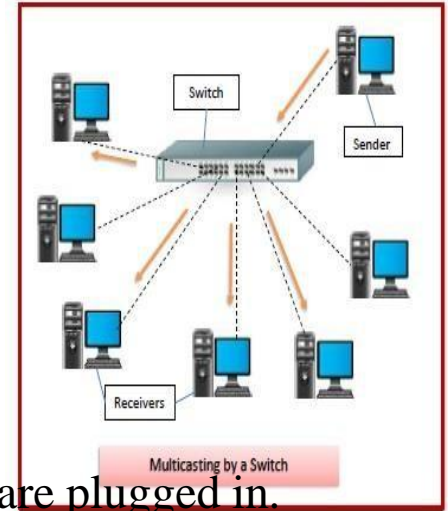 Switch
Sender
Receivers
Multicasting by a Switch
are plugged in.